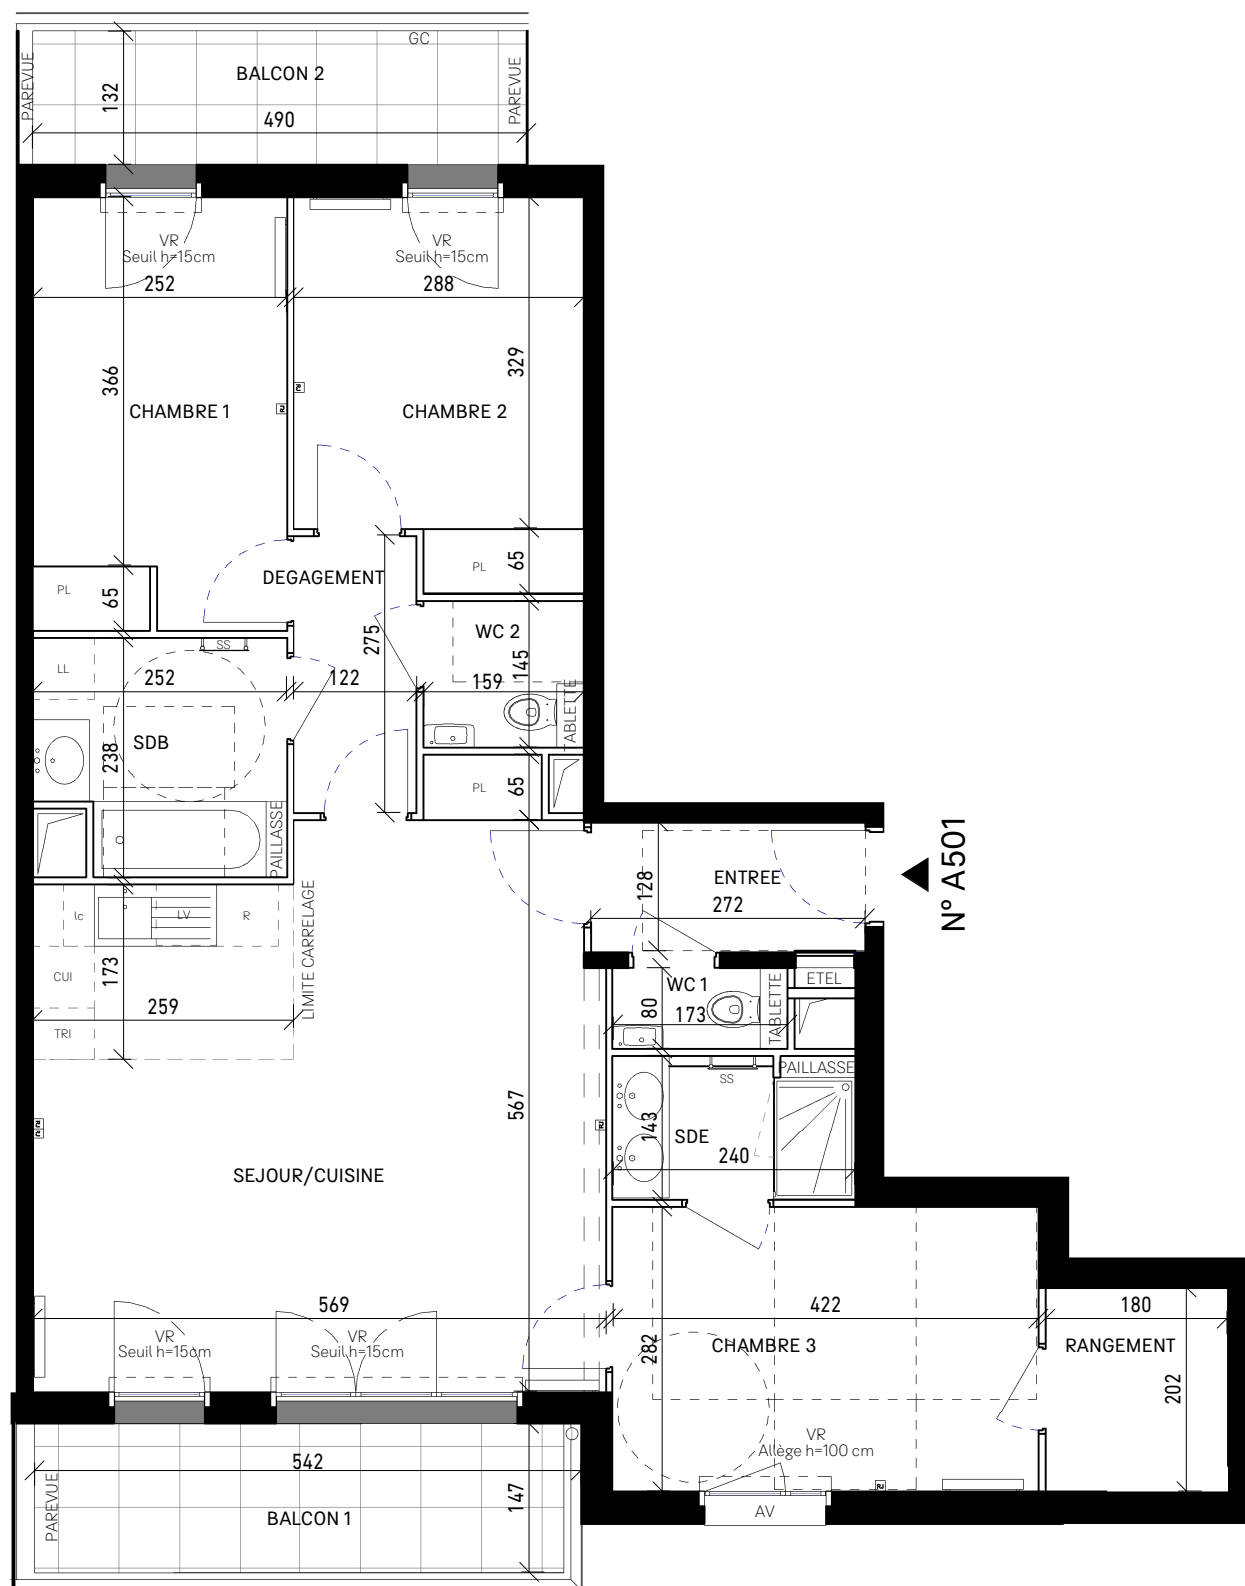 GC
PAREVUE
BALCON 2
PAREVUE
132
490
VR
Seuil h=15cm
VR
Seuil h=15cm
252
288
366
329
CHAMBRE 1
CHAMBRE 2
65
PL
65
PL
DEGAGEMENT
WC 2
275
145
SS
LL
252
122
159
TABLETTE
SDB
238
65
PL
PAILLASSE
N° A501
ENTREE
128
272
lc
LV
R
LIMITE CARRELAGE
CUI
173
259
TRI
WC 1
ETEL
80
173
TABLETTE
PAILLASSE
SS
567
143
SDE
240
SEJOUR/CUISINE
569
422
180
VR
Seuil h=15cm
VR
Seuil h=15cm
282
CHAMBRE 3
RANGEMENT
202
VR
Allège h=100 cm
542
147
PAREVUE
BALCON 1
AV